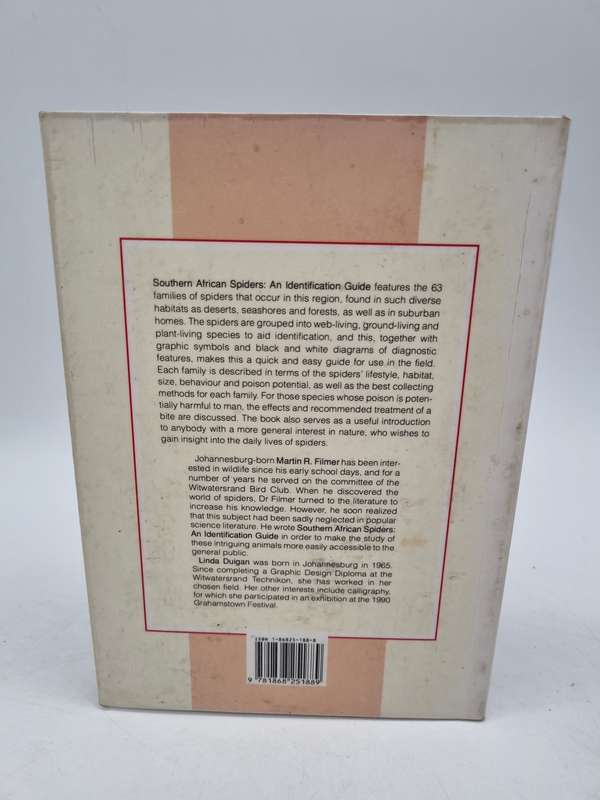 Southern African Spiders: An Identification Guide features the 63
families of spiders that occur in this region, found in such diverse
habitats as deserts, seashores and forests, as well as in suburban
homes. The spiders are grouped into web-living, ground-living and
plant-living species to aid identification, and this, together with
graphic symbols and black and white diagrams of diagnostic
features, makes this a quick and easy guide for use in the field.
Each family is described in terms of the spiders' lifestyle, habitat,
size, behaviour and poison potential, as well as the best collecting
methods for each family. For those species whose poison is poten-
tially harmful to man, the effects and recommended treatment of a
bite are discussed. The book also serves as a useful introduction
to anybody with a more general interest in nature, who wishes to
gain insight into the daily lives of spiders.
Johannesburg-born Martin R. Filmer has been inter-
ested in wildlife since his early school days, and for a
number of years he served on the committee of the
Witwatersrand Bird Club. When he discovered the
world of spiders, Dr Filmer turned to the literature to
increase his knowledge. However, he soon realized
that this subject had been sadly neglected in popular
science literature. He wrote Southern African Spiders:
An Identification Guide in order to make the study of
these intriguing animals more easily accessible to the
general public.
Linda Duigan was born in Johannesburg in 1965.
Since completing a Graphic Design Diploma at the
Witwatersrand Technikon, she has worked in her
chosen field. Her other interests include calligraphy,
for which she participated in an exhibition at the 1990
Grahamstown Festival.
ISBN 1-86825-188-8
9 781868 251889